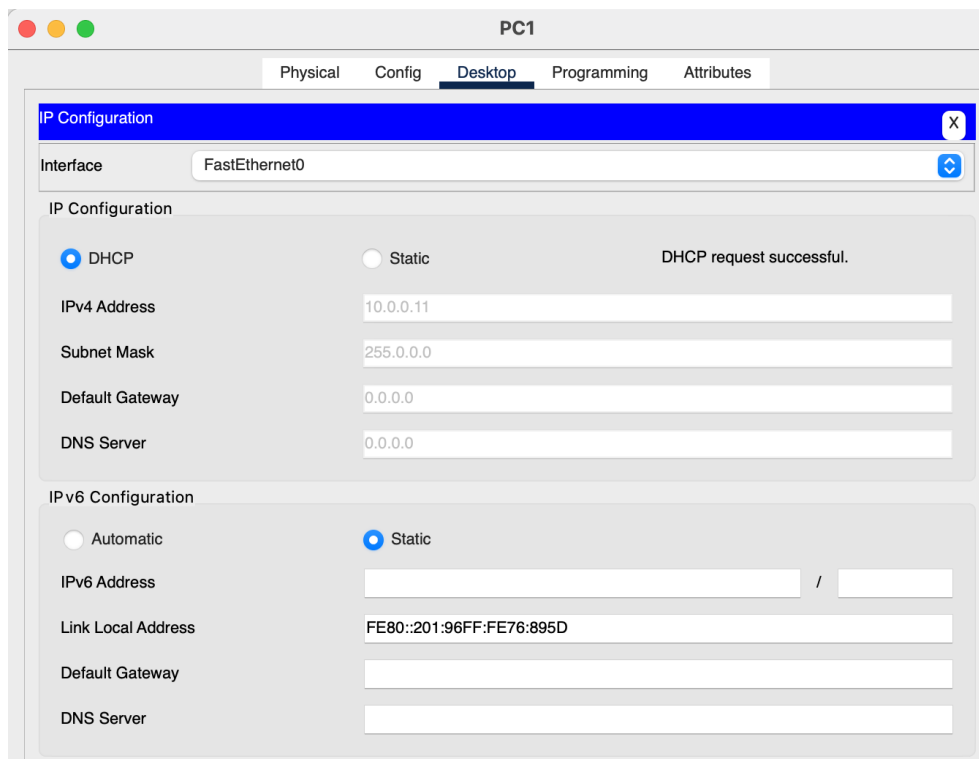 PC1
Physical Config Desktop Programming Attributes
IP Configuration X
Interface FastEthernet0
IP Configuration
DHCP Static DHCP request successful.
IPv4 Address 10.0.0.11
Subnet Mask 255.0.0.0
Default Gateway 0.0.0.0
DNS Server 0.0.0.0
IPv6 Configuration
Automatic Static
IPv6 Address /
Link Local Address FE80::201:96FF:FE76:895D
Default Gateway
DNS Server